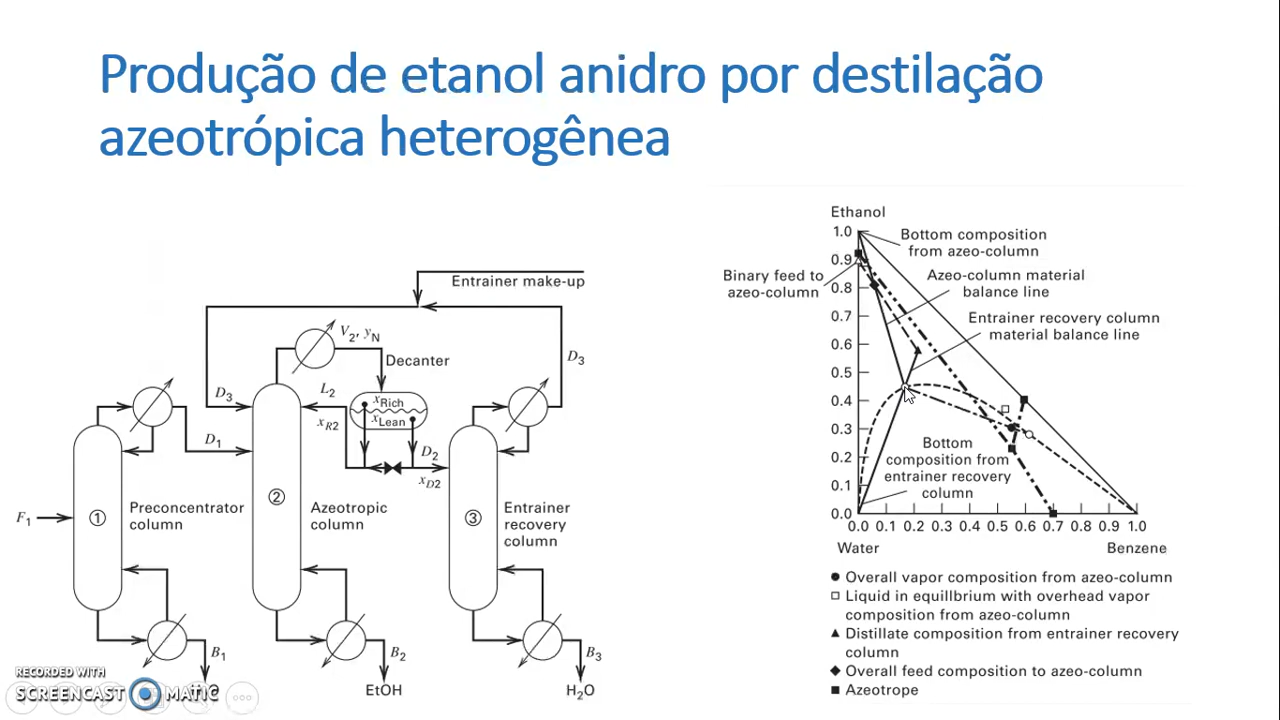 Produção de etanol anidro por destilação
azeotrópica heterogênea
Entrainer make-up
V2, yN
Decanter
D3
D3
L2
xRich
xLean
xR2
D1
D2
xD2
F1
1
Preconcentrator
column
2
Azeotropic
column
3
Entrainer
recovery
column
B1
B2
B3
EtOH
H2O
RECORDED WITH
SCREENCAST MATIC
Ethanol
1.0
0.9
0.8
0.7
0.6
0.5
0.4
0.3
0.2
0.1
0.0
Bottom composition
from azeo-column
Binary feed to
azeo-column
Azeo-column material
balance line
Entrainer recovery column
material balance line
Bottom
composition from
entrainer recovery
column
0.0 0.1 0.2 0.3 0.4 0.5 0.6 0.7 0.8 0.9 1.0
Water
Benzene
Overall vapor composition from azeo-column
Liquid in equilibrium with overhead vapor
composition from azeo-column
Distillate composition from entrainer recovery
column
Overall feed composition to azeo-column
Azeotrope